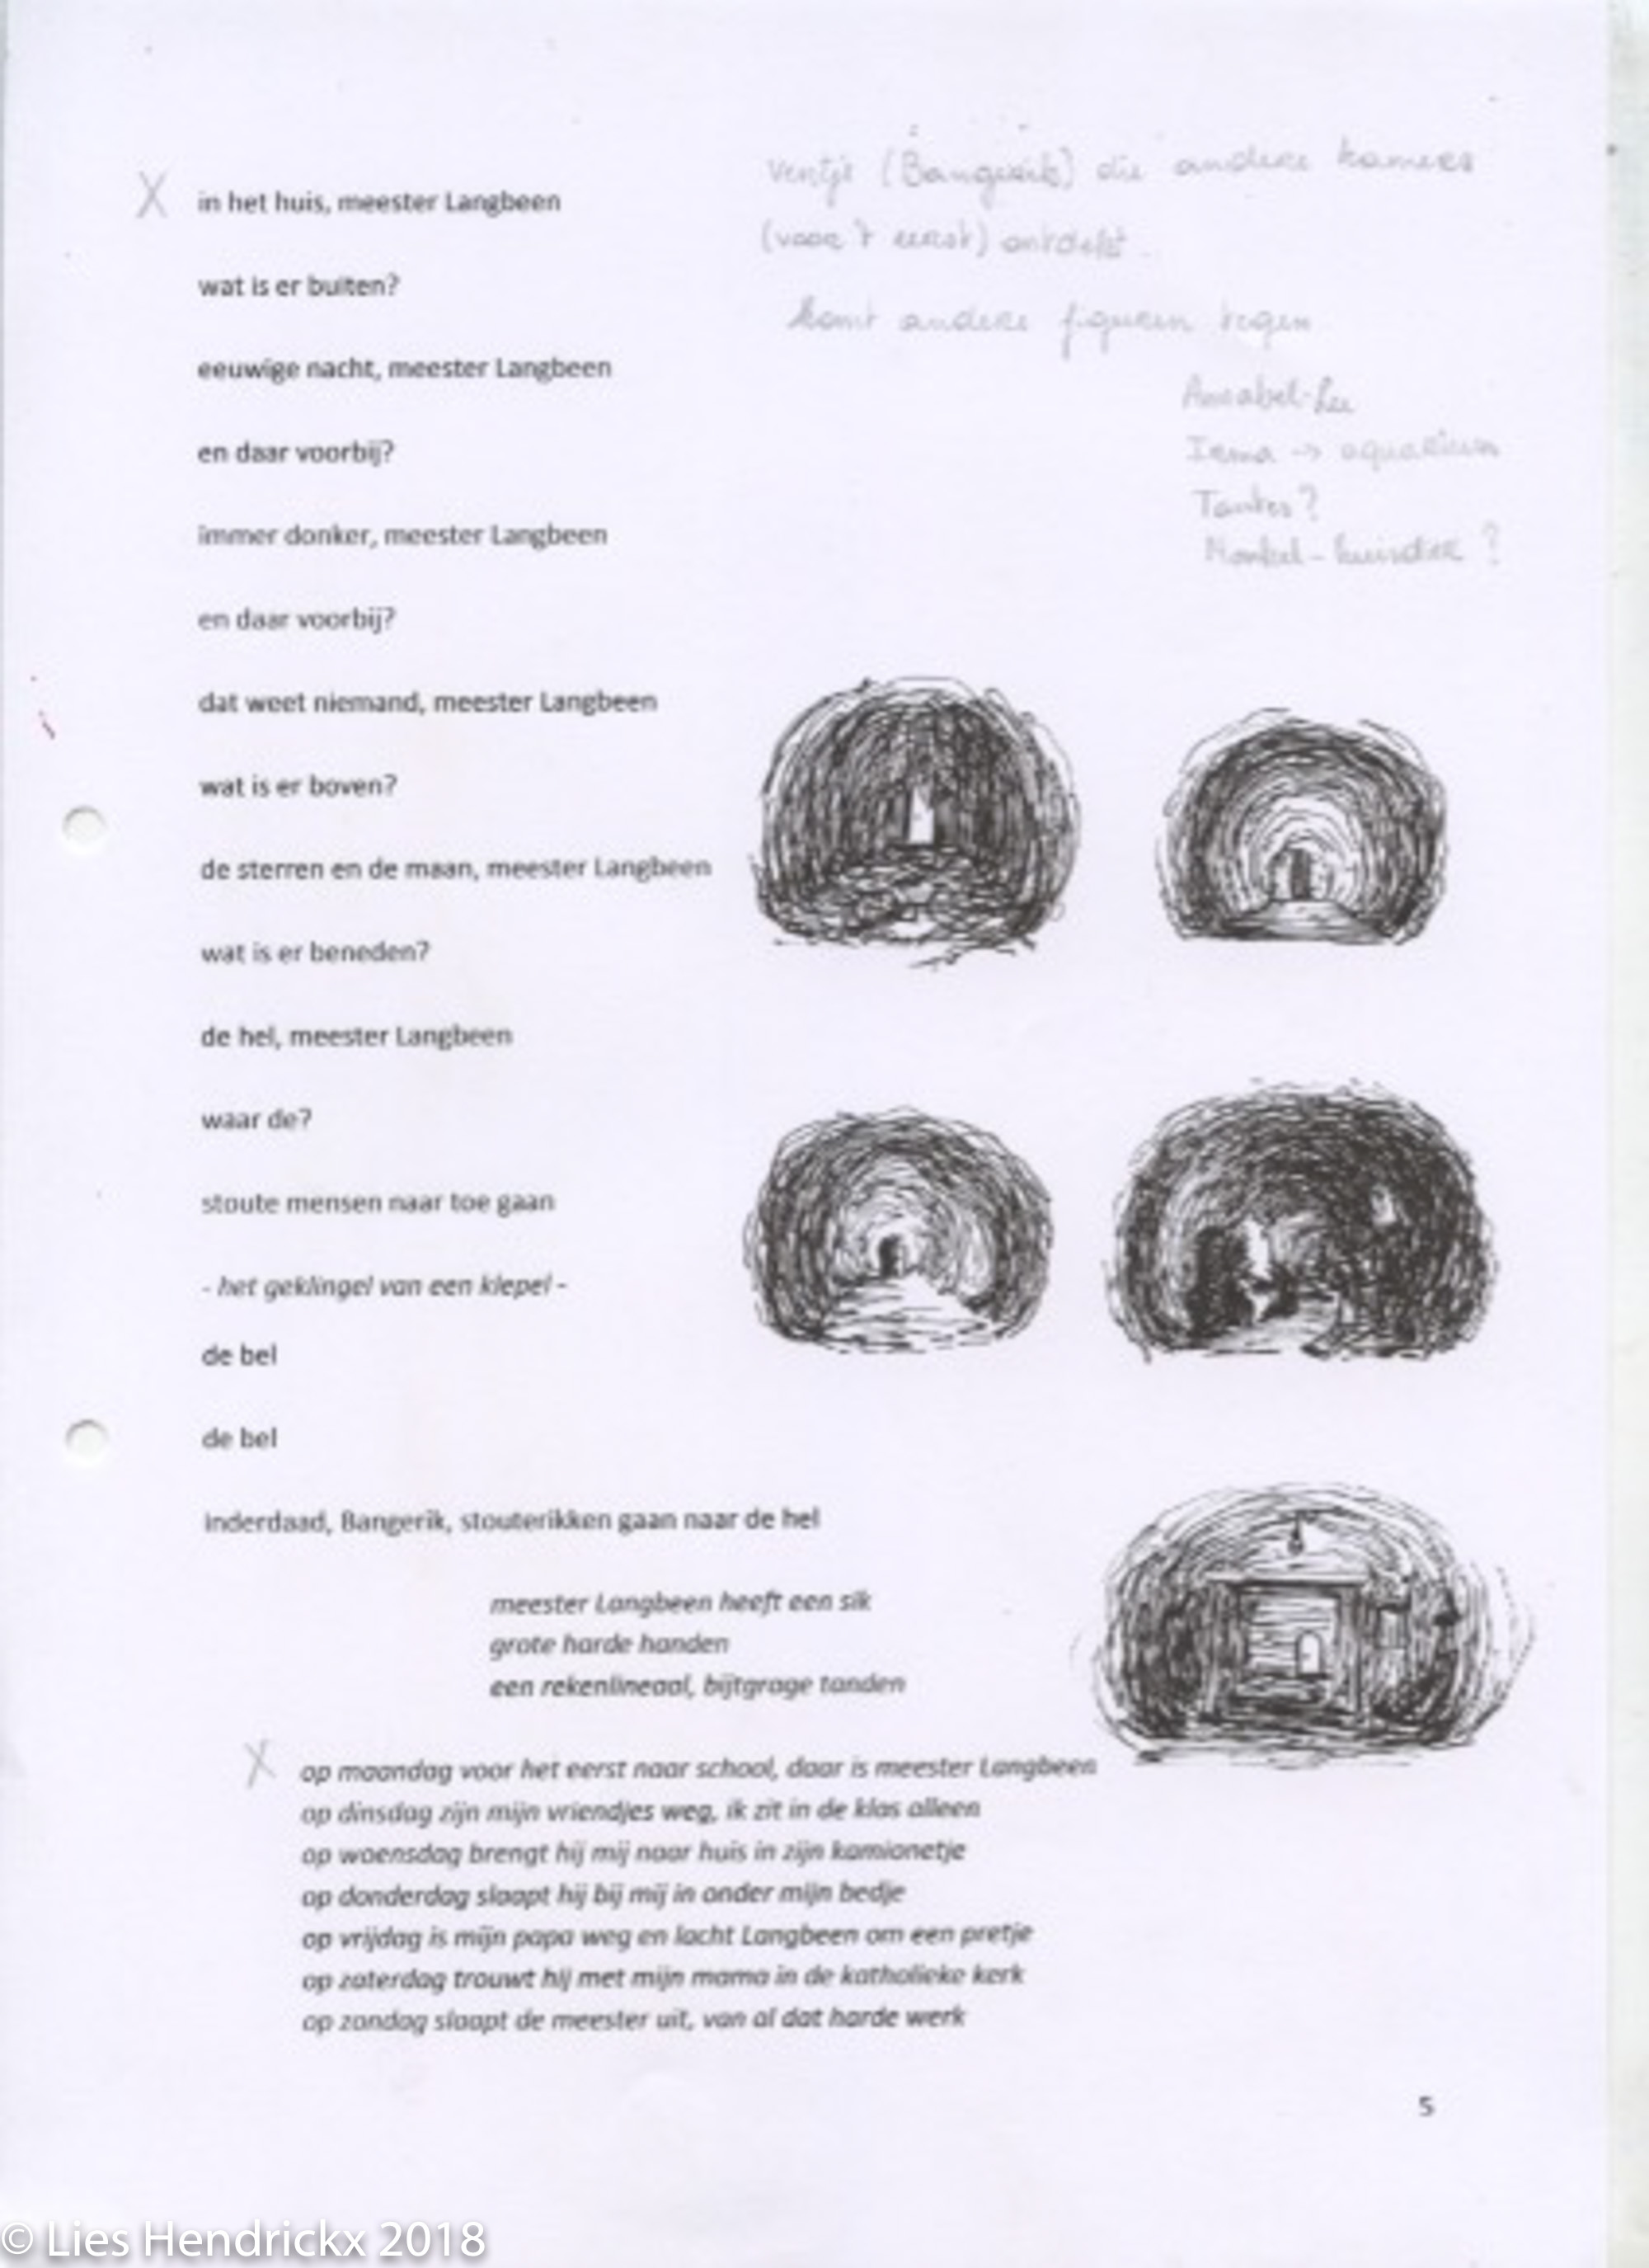 X in het huis, meester Langbeen
wat is er buiten?
eeuwige nacht, meester Langbeen
en daar voorbij?
immer donker, meester Langbeen
en daar voorbij?
dat weet niemand, meester Langbeen
wat is er boven?
de sterren en de maan, meester Langbeen
wat is er beneden?
de hel, meester Langbeen
waar de?
stoute mensen naar toe gaan
- het geklingel van een klepel -
de bel
de bel
inderdaad, Bangerik, stouterikken gaan naar de hel
meester Langbeen heeft een sik
grote harde handen
een rekenlineaal, bijtgrage tanden
X op maandag voor het eerst naar school, daar is meester Langbeen
op dinsdag zijn mijn vriendjes weg, ik zit in de klas alleen
op woensdag brengt hij mij naar huis in zijn kamionetje
op donderdag slaapt hij bij mij in onder mijn bedje
op vrijdag is mijn papa weg en lacht Langbeen om een pretje
op zaterdag trouwt hij met mijn mama in de katholieke kerk
op zondag slaapt de meester uit, van al dat harde werk
Ventje (Bangerik) die andere kamers
(voor 't eerst) ontdekt.
komt andere figuren tegen
Annabel-Lee
Irma -> aquarium
Tantes?
Nonkel - huisdier ?
5
© Lies Hendrickx 2018